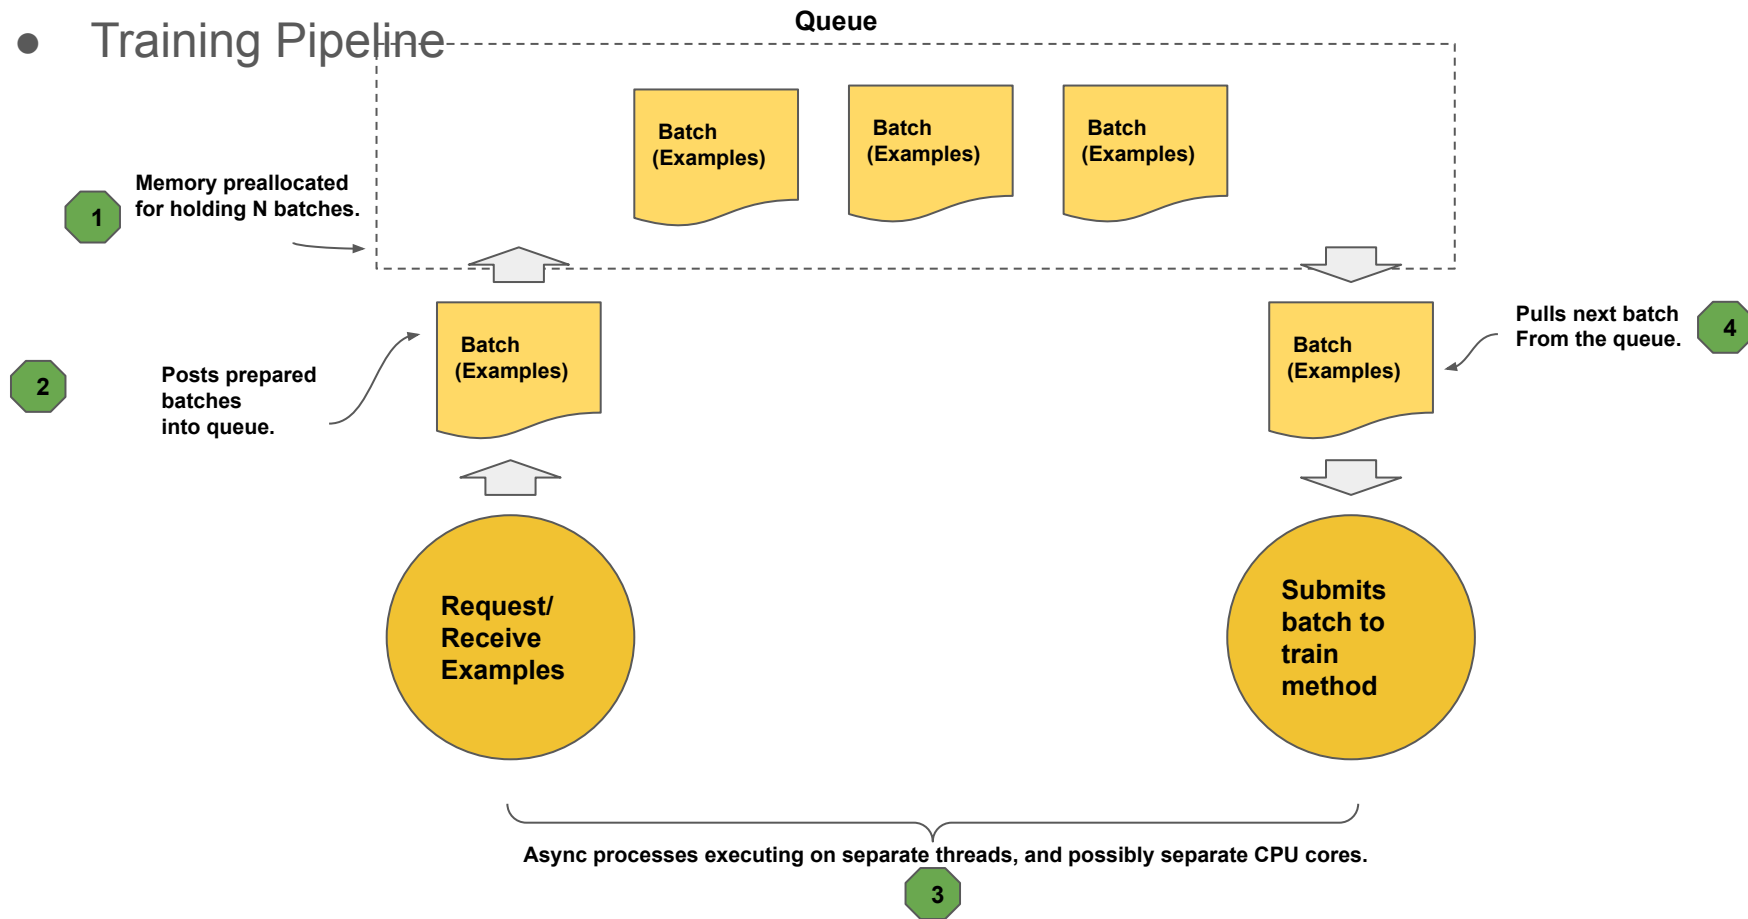 ● Training Pipeline
Queue
Batch
(Examples)
Batch
(Examples)
Batch
(Examples)
1
Memory preallocated
for holding N batches.
2
Posts prepared
batches
into queue.
Batch
(Examples)
Batch
(Examples)
Pulls next batch
From the queue.
4
Request/
Receive
Examples
Submits
batch to
train
method
Async processes executing on separate threads, and possibly separate CPU cores.
3